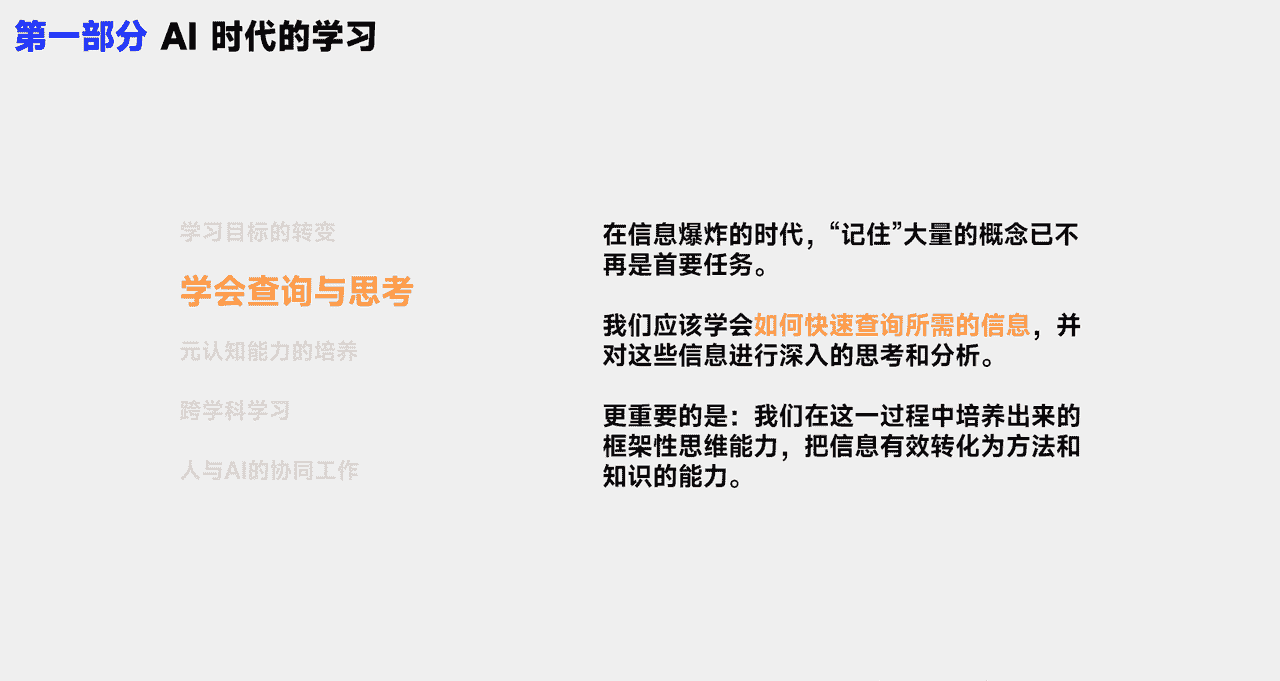 第一部分 AI 时代的学习
学习目标的转变
学会查询与思考
元认知能力的培养
跨学科学习
人与AI的协同工作
在信息爆炸的时代，“记住”大量的概念已不
再是首要任务。
我们应该学会如何快速查询所需的信息，并
对这些信息进行深入的思考和分析。
更重要的是：我们在这一过程中培养出来的
框架性思维能力，把信息有效转化为方法和
知识的能力。